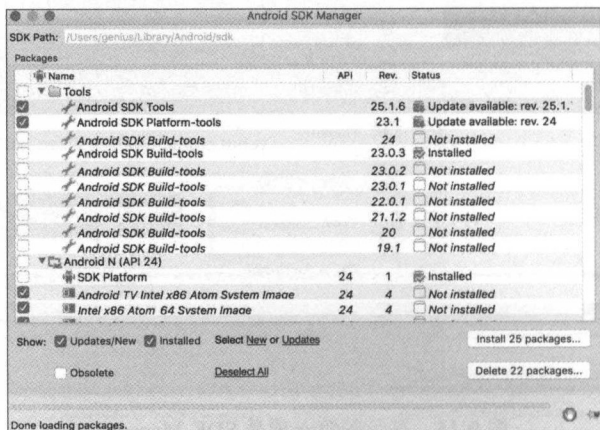 Android SDK Manager
SDK Path: /Users/genius/Library/Android/sdk
Packages
Name API Rev. Status
Tools
Android SDK Tools 25.1.6 Update available: rev. 25.1.
Android SDK Platform-tools 23.1 Update available: rev. 24
Android SDK Build-tools 24 Not installed
Android SDK Build-tools 23.0.3 Installed
Android SDK Build-tools 23.0.2 Not installed
Android SDK Build-tools 23.0.1 Not installed
Android SDK Build-tools 22.0.1 Not installed
Android SDK Build-tools 21.1.2 Not installed
Android SDK Build-tools 20 Not installed
Android SDK Build-tools 19.1 Not installed
Android N (API 24)
SDK Platform 24 1 Installed
Android TV Intel x86 Atom System Image 24 4 Not installed
Intel x86 Atom 64 System Image 24 4 Not installed
Show: Updates/New Installed Select New or Updates Install 25 packages...
Obsolete Deselect All Delete 22 packages...
Done loading packages.